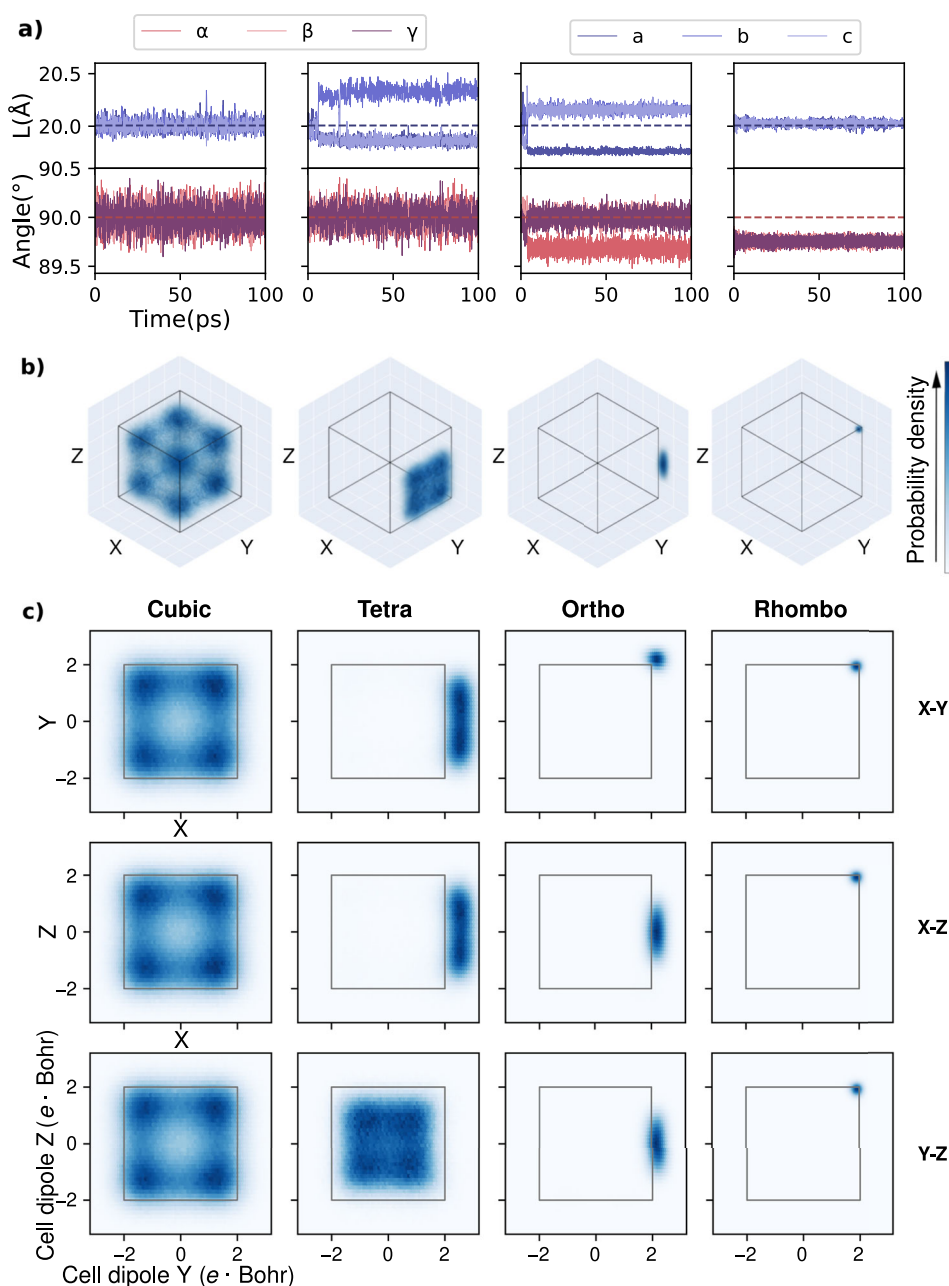 a)
α β γ
a b c
L(Å)
20.5
20.0
90.5
Angle(°)
90.0
89.5
0 50 100 0 50 100 0 50 100 0 50 100
Time(ps)
b)
Z X Y
Z X Y
Z X Y
Z X Y
Probability density
c)
Cubic Tetra Ortho Rhombo
Y
2
0
−2
X
X-Y
Z
2
0
−2
X
X-Z
Cell dipole Z (e · Bohr)
2
0
−2
Y-Z
−2 0 2 −2 0 2 −2 0 2 −2 0 2
Cell dipole Y (e · Bohr)